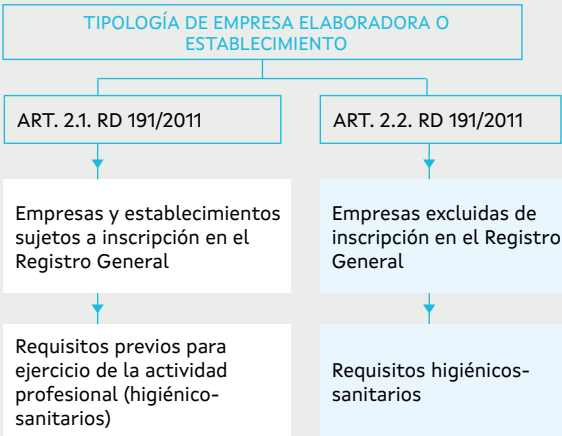 TIPOLOGÍA DE EMPRESA ELABORADORA O
ESTABLECIMIENTO
ART. 2.1. RD 191/2011
ART. 2.2. RD 191/2011
Empresas y establecimientos
sujetos a inscripción en el
Registro General
Empresas excluidas de
inscripción en el Registro
General
Requisitos previos para
ejercicio de la actividad
profesional (higiénico-
sanitarios)
Requisitos higiénicos-
sanitarios